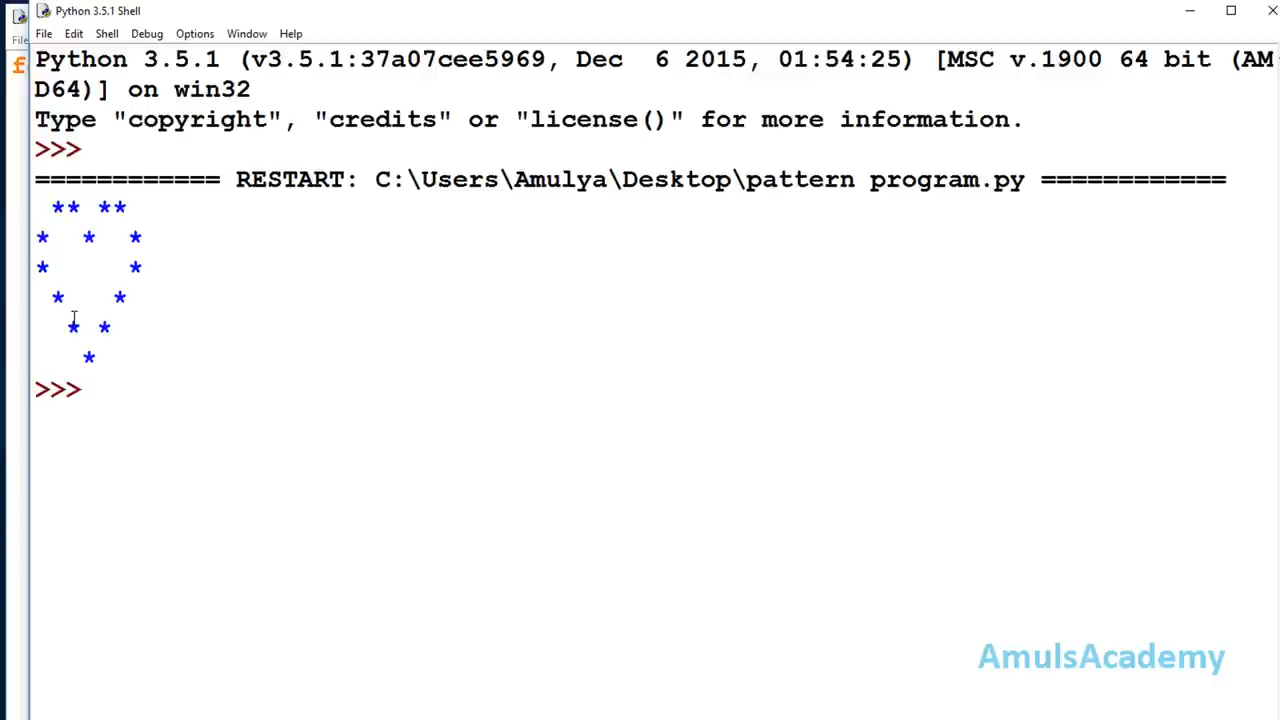 Python 3.5.1 Shell
File
File Edit Shell Debug Options Window Help
f
Python 3.5.1 (v3.5.1:37a07cee5969, Dec  6 2015, 01:54:25) [MSC v.1900 64 bit (AM
D64)] on win32
Type "copyright", "credits" or "license()" for more information.
>>>
============ RESTART: C:\Users\Amulya\Desktop\pattern program.py ============
 ** **
*  *  *
*     *
 *   *
  * *
   *
>>>
AmulsAcademy